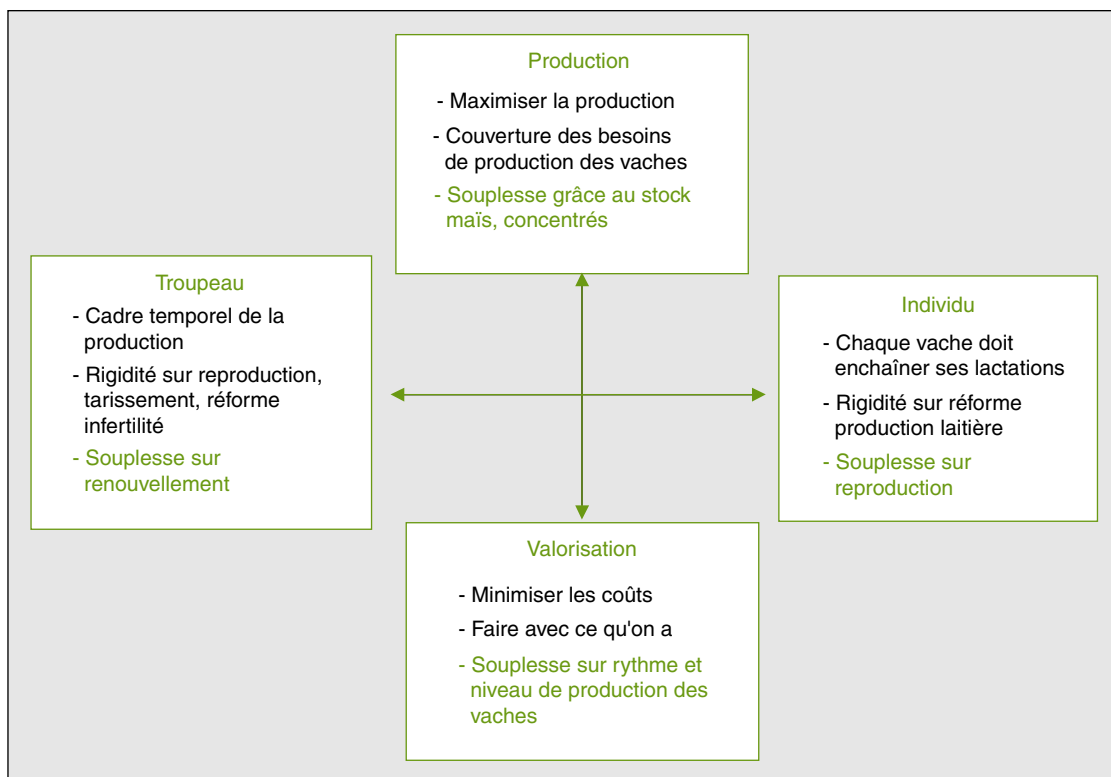 Production
- Maximiser la production
- Couverture des besoins
de production des vaches
- Souplesse grâce au stock
maïs, concentrés
Troupeau
- Cadre temporel de la
production
- Rigidité sur reproduction,
tarissement, réforme
infertilité
- Souplesse sur
renouvellement
Individu
- Chaque vache doit
enchaîner ses lactations
- Rigidité sur réforme
production laitière
- Souplesse sur
reproduction
Valorisation
- Minimiser les coûts
- Faire avec ce qu'on a
- Souplesse sur rythme et
niveau de production des
vaches